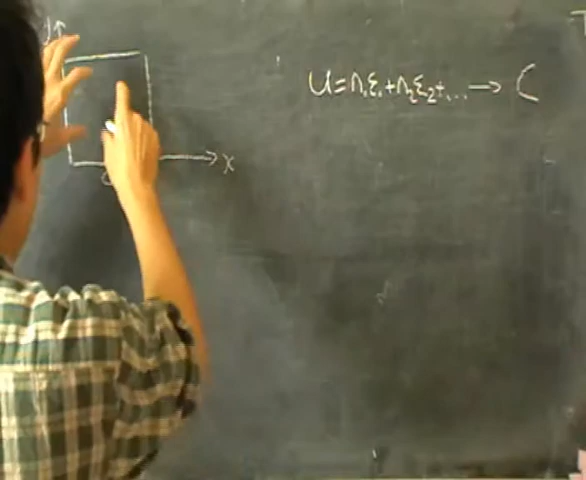 y
U = n₁ε₁ + n₂ε₂ + ... → C
x